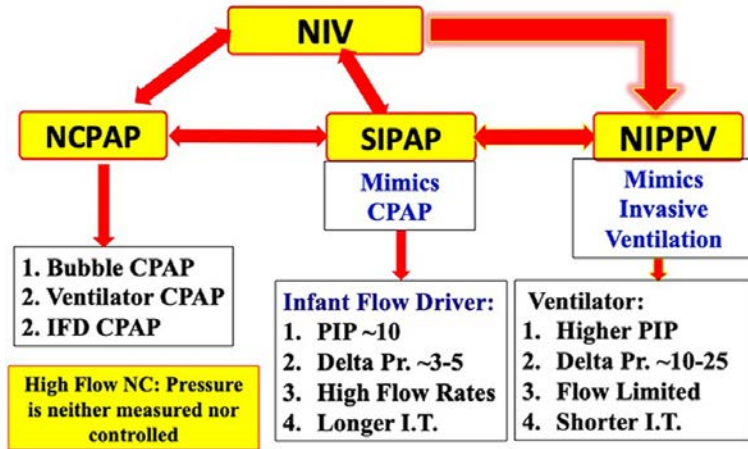 NIV
NCPAP
SIPAP
NIPPV
Mimics
CPAP
Mimics
Invasive
Ventilation
1. Bubble CPAP
2. Ventilator CPAP
2. IFD CPAP
Infant Flow Driver:
1. PIP ~10
2. Delta Pr. ~3-5
3. High Flow Rates
4. Longer I.T.
Ventilator:
1. Higher PIP
2. Delta Pr. ~10-25
3. Flow Limited
4. Shorter I.T.
High Flow NC: Pressure
is neither measured nor
controlled